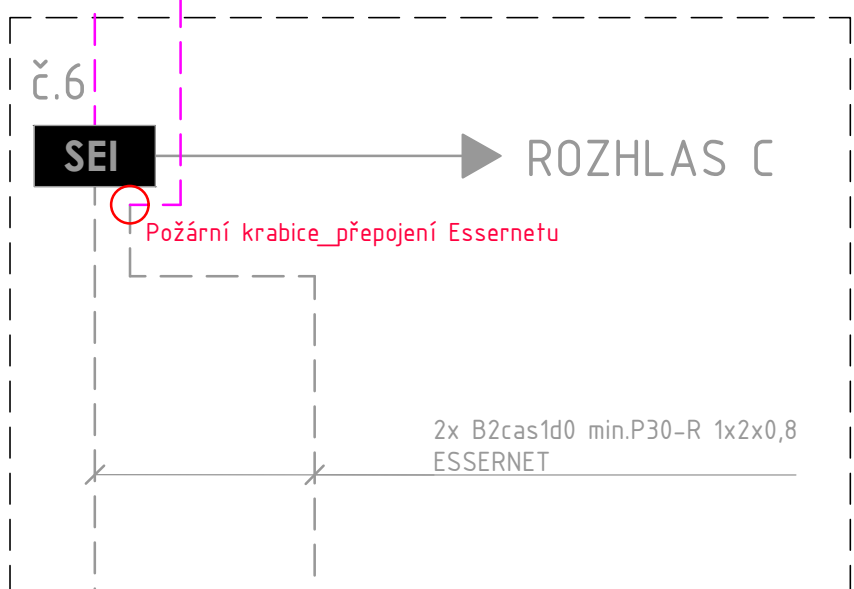 č.6
SEI
ROZHLAS C
Požární krabice_přepojení Essernetu
2x B2cas1d0 min.P30-R 1x2x0,8
ESSERNET